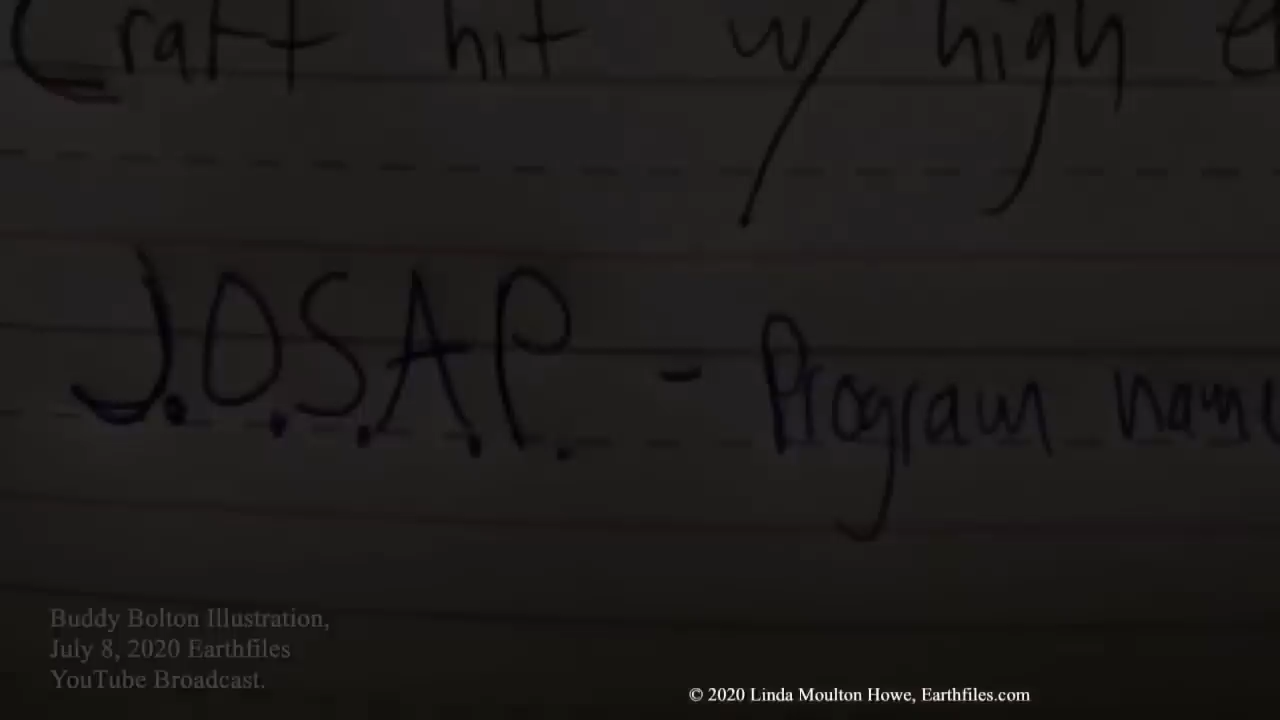 Craft hit w/ high
J.O.S.A.P. - Program name
Buddy Bolton Illustration,
July 8, 2020 Earthfiles
YouTube Broadcast.
© 2020 Linda Moulton Howe, Earthfiles.com